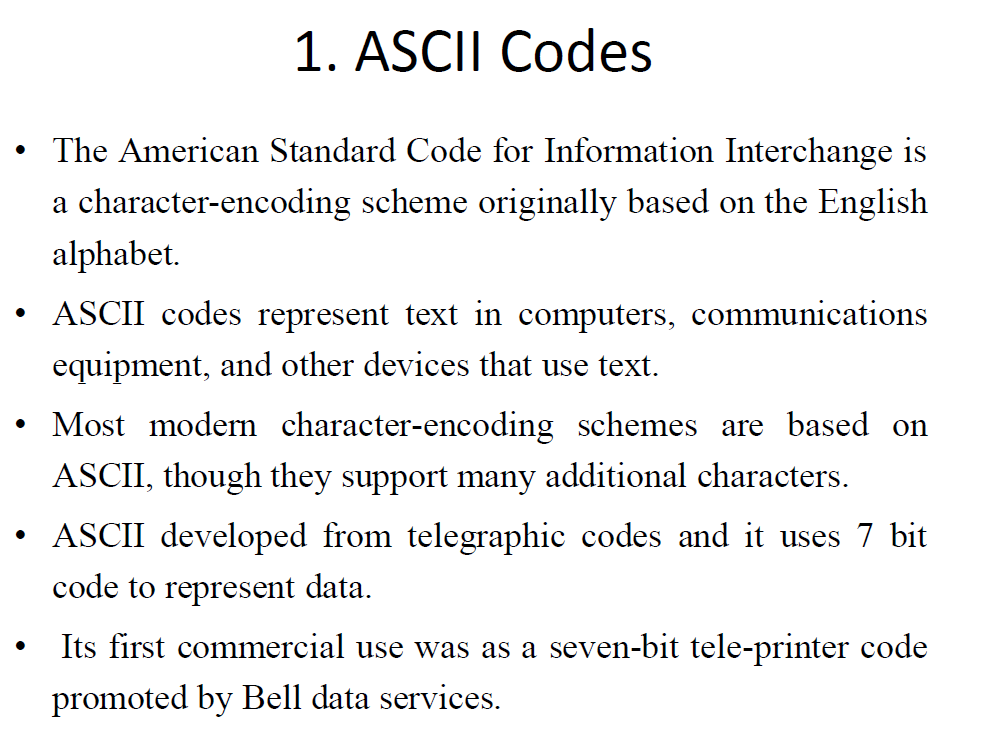 1. ASCII Codes
• The American Standard Code for Information Interchange is
a character-encoding scheme originally based on the English
alphabet.
• ASCII codes represent text in computers, communications
equipment, and other devices that use text.
• Most modern character-encoding schemes are based on
ASCII, though they support many additional characters.
• ASCII developed from telegraphic codes and it uses 7 bit
code to represent data.
• Its first commercial use was as a seven-bit tele-printer code
promoted by Bell data services.